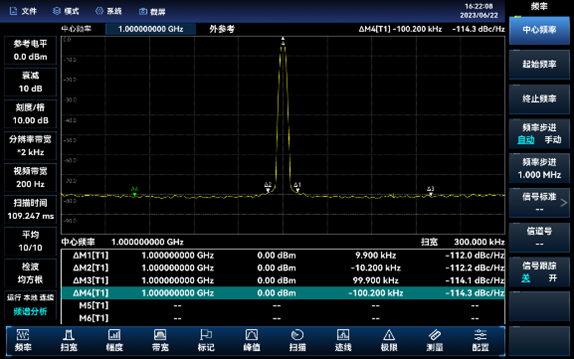 文件 模式 系统 截屏 16:22:08
2023/06/22
频率
中心频率 1.000000000 GHz 外参考 ΔM4[T1] -100.200 kHz -114.3 dBc/Hz
中心频率
起始频率
终止频率
频率步进
自动 手动
频率步进
1.000 MHz
信号标准
--
信道号
--
信号跟踪
关 开
参考电平
0.0 dBm
衰减
10 dB
刻度/格
10.00 dB
分辨率带宽
*2 kHz
视频带宽
200 Hz
扫描时间
109.247 ms
平均
10/10
检波
均方根
运行 本地 连续
频谱分析
0.0
Δ2 Δ1 Δ3
中心频率 1.000000000 GHz 扫宽 300.000 kHz
ΔM1[T1] 1.000000000 GHz 0.00 dBm 9.900 kHz -112.0 dBc/Hz
ΔM2[T1] 1.000000000 GHz 0.00 dBm -10.200 kHz -112.2 dBc/Hz
ΔM3[T1] 1.000000000 GHz 0.00 dBm 99.900 kHz -114.1 dBc/Hz
ΔM4[T1] 1.000000000 GHz 0.00 dBm -100.200 kHz -114.3 dBc/Hz
M5[T1] -- -- -- --
M6[T1] -- -- -- --
频率 扫宽 幅度 带宽 标记 峰值 扫描 迹线 极限 测量 配置